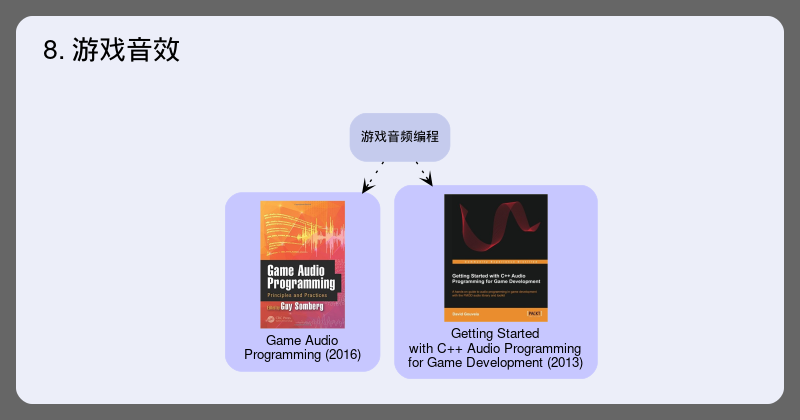 8. 游戏音效
游戏音频编程
Game Audio
Programming
Principles and Practices
Gay Somberg
Game Audio
Programming (2016)
Getting Started with C++ Audio
Programming for Game Development
PACKT
Getting Started
with C++ Audio Programming
for Game Development (2013)